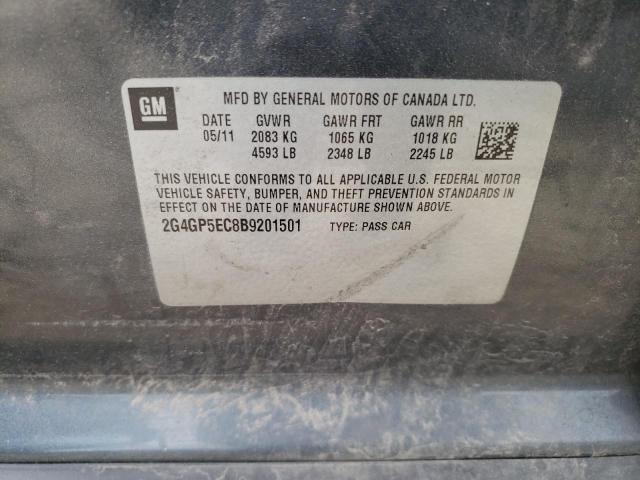 GM
MFD BY GENERAL MOTORS OF CANADA LTD.
DATE GVWR GAWR FRT GAWR RR
05/11 2083 KG 1065 KG 1018 KG
4593 LB 2348 LB 2245 LB
THIS VEHICLE CONFORMS TO ALL APPLICABLE U.S. FEDERAL MOTOR
VEHICLE SAFETY, BUMPER, AND THEFT PREVENTION STANDARDS IN
EFFECT ON THE DATE OF MANUFACTURE SHOWN ABOVE.
2G4GP5EC8B9201501 TYPE: PASS CAR